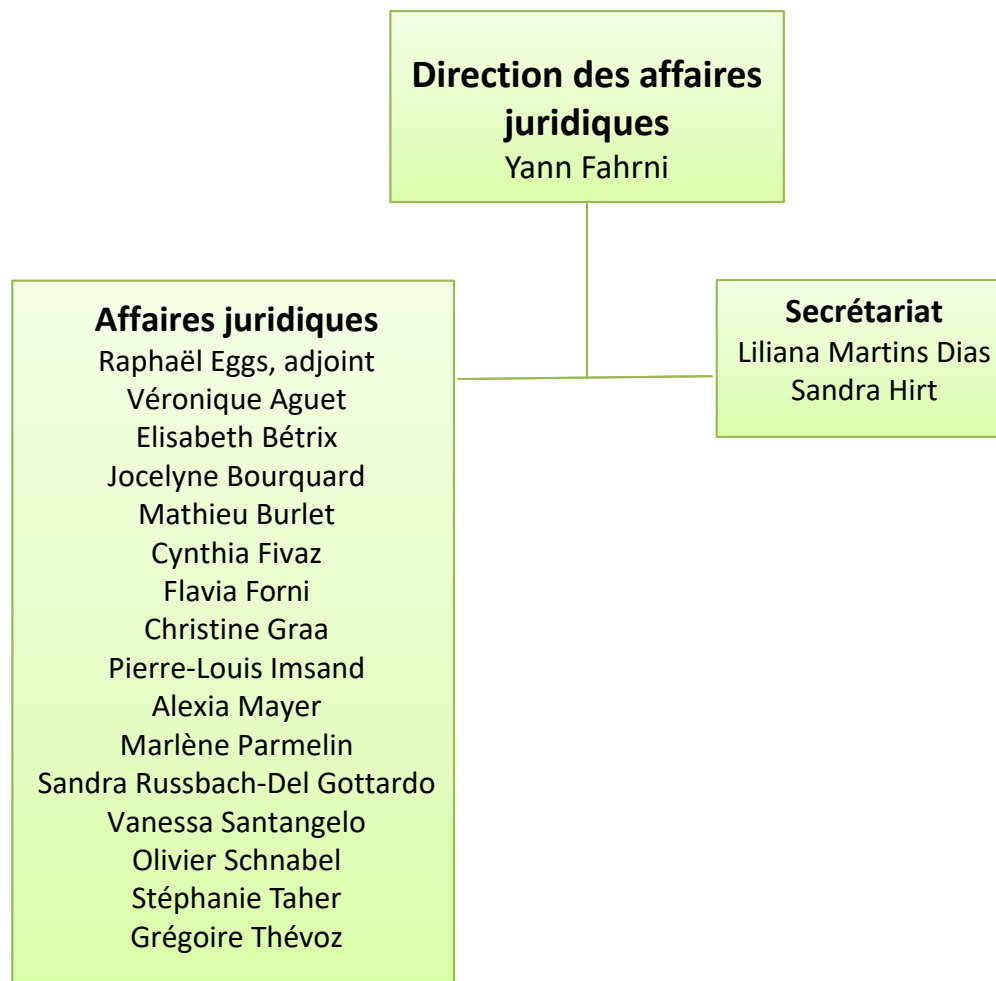 Direction des affaires
juridiques
Yann Fahrni
Affaires juridiques
Raphaël Eggs, adjoint
Véronique Aguet
Elisabeth Bétrix
Jocelyne Bourquard
Mathieu Burlet
Cynthia Fivaz
Flavia Forni
Christine Graa
Pierre-Louis Imsand
Alexia Mayer
Marlène Parmelin
Sandra Russbach-Del Gottardo
Vanessa Santangelo
Olivier Schnabel
Stéphanie Taher
Grégoire Thévoz
Secrétariat
Liliana Martins Dias
Sandra Hirt